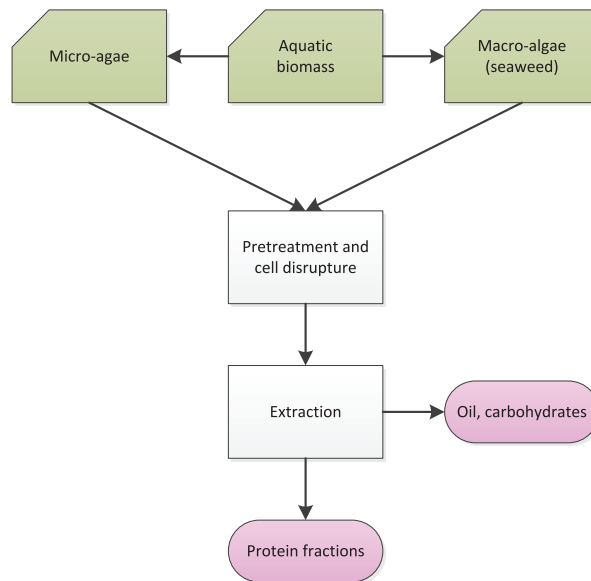 Micro-agae
Aquatic
biomass
Macro-algae
(seaweed)
Pretreatment and
cell disrupture
Extraction
Oil, carbohydrates
Protein fractions